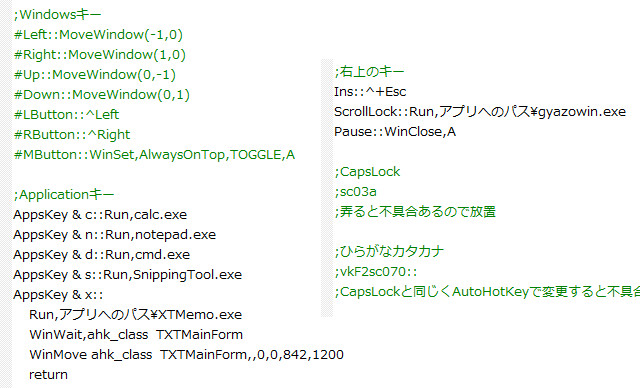 ;Windowsキー
#Left::MoveWindow(-1,0)
#Right::MoveWindow(1,0)
#Up::MoveWindow(0,-1)
#Down::MoveWindow(0,1)
#LButton::^Left
#RButton::^Right
#MButton::WinSet,AlwaysOnTop,TOGGLE,A
;Applicationキー
AppsKey & c::Run,calc.exe
AppsKey & n::Run,notepad.exe
AppsKey & d::Run,cmd.exe
AppsKey & s::Run,SnippingTool.exe
AppsKey & x::
Run,アプリへのパス¥XTMemo.exe
WinWait,ahk_class TXTMainForm
WinMove ahk_class TXTMainForm,,0,0,842,1200
return
;右上のキー
Ins::^+Esc
ScrollLock::Run,アプリへのパス¥gyazowin.exe
Pause::WinClose,A
;CapsLock
;sc03a
;弄ると不具合あるので放置
;ひらがなカタカナ
;vkF2sc070::
;CapsLockと同じくAutoHotKeyで変更すると不具合